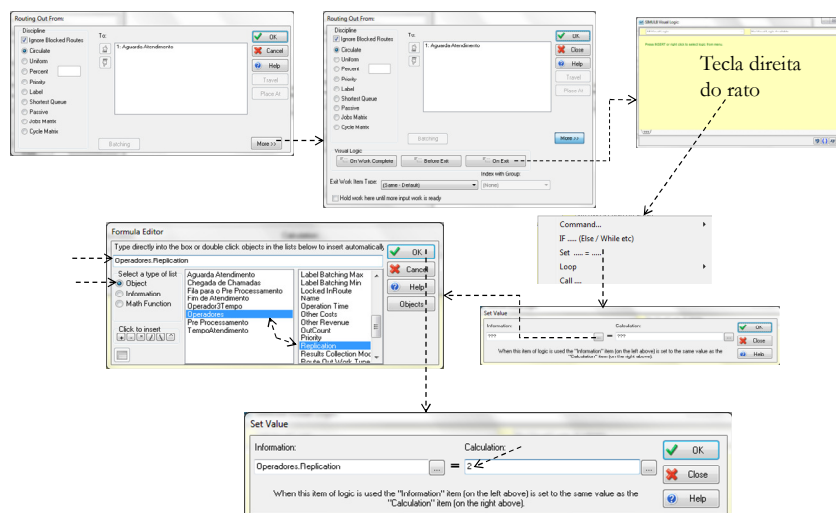 Routing Out From:
Discipline
Ignore Blocked Routes
Circulate
Uniform
Percent
Priority
Label
Shortest Queue
Passive
Jobs Matrix
Cycle Matrix
To:
1: Aguarda Atendimento
Batching
OK
Cancel
Help
Travel
Place At
More >>
Routing Out From:
Discipline
Ignore Blocked Routes
Circulate
Uniform
Percent
Priority
Label
Shortest Queue
Passive
Jobs Matrix
Cycle Matrix
To:
1: Aguarda Atendimento
Batching
OK
Close
Help
Travel
Place At
More >>
Visual Logic
On Work Complete
Before Exit
On Exit
Index with Group:
Exit Work Item Type:
(Same - Default)
(None)
Hold work here until more input work is ready
SIMUL8 Visual Logic
Tecla direita
do rato
Command...
IF ..... (Else / While etc)
Set ..... = .....
Loop
Call ....
Formula Editor
Type directly into the box or double click objects in the lists below to insert automatically
Operadores.Replication
Select a type of list
Object
Information
Math Function
Click to insert
Aguarda Atendimento
Chegada de Chamadas
Fila para o Pre Processamento
Fim de Atendimento
Operador3Tempo
Operadores
Pre Processamento
TempoAtendimento
Label Batching Max
Label Batching Min
Locked InRoute
Name
Operation Time
Other Costs
Other Revenue
OutCount
Priority
Replication
Results Collection Moc
Route Out Work Type
OK
Cancel
Help
Objects
Set Value
Information:
Calculation:
???
=
???
OK
Close
Help
When this item of logic is used the "Information" item (on the left above) is set to the same value as the
"Calculation" item (on the right above).
Set Value
Information:
Calculation:
Operadores.Replication
...
=
2
...
OK
Close
Help
When this item of logic is used the "Information" item (on the left above) is set to the same value as the
"Calculation" item (on the right above).